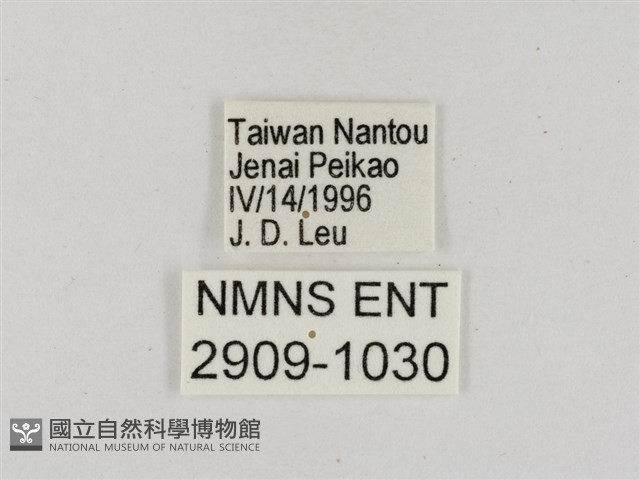 Taiwan Nantou
Jenai Peikao
IV/14/1996
J. D. Leu
NMNS ENT
2909-1030
國立自然科學博物館
NATIONAL MUSEUM OF NATURAL SCIENCE